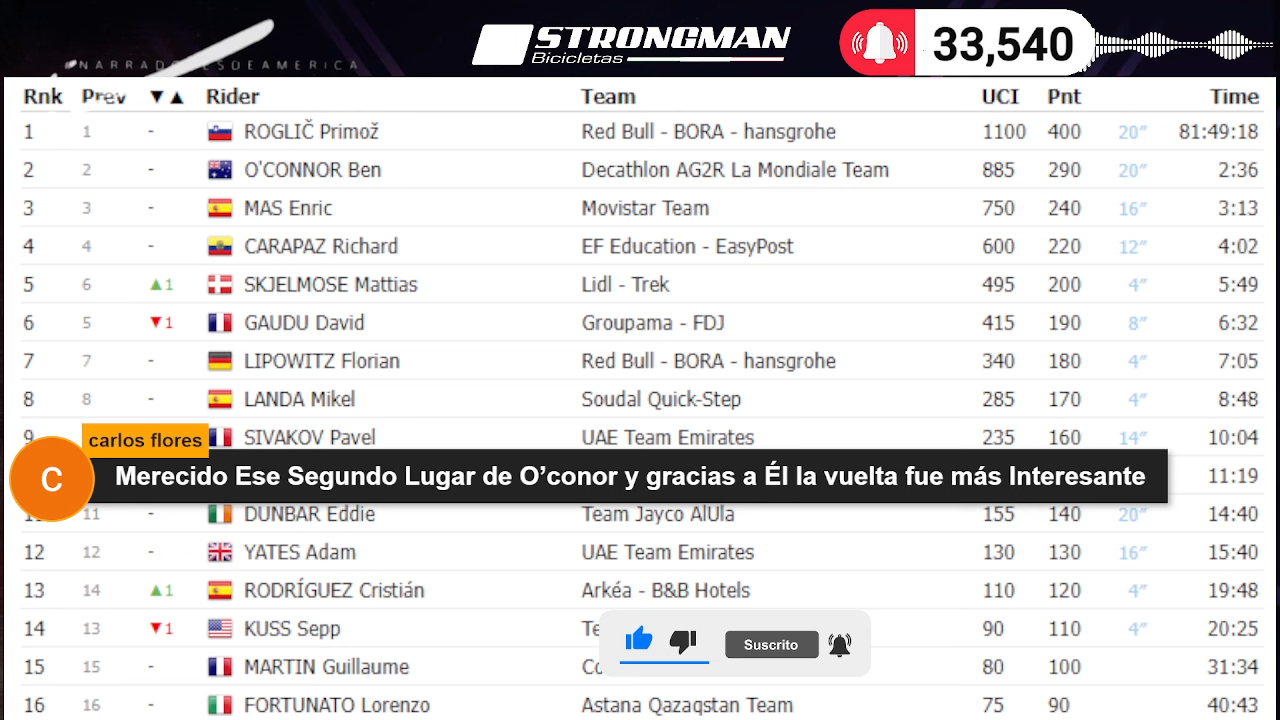 STRONGMAN
Bicicletas
33,540
Rnk Prev ▼▲ Rider Team UCI Pnt Time
1 1 - ROGLIČ Primož Red Bull - BORA - hansgrohe 1100 400 20″ 81:49:18
2 2 - O'CONNOR Ben Decathlon AG2R La Mondiale Team 885 290 20″ 2:36
3 3 - MAS Enric Movistar Team 750 240 16″ 3:13
4 4 - CARAPAZ Richard EF Education - EasyPost 600 220 12″ 4:02
5 6 ▲1 SKJELMOSE Mattias Lidl - Trek 495 200 4″ 5:49
6 5 ▼1 GAUDU David Groupama - FDJ 415 190 8″ 6:32
7 7 - LIPOWITZ Florian Red Bull - BORA - hansgrohe 340 180 4″ 7:05
8 8 - LANDA Mikel Soudal Quick-Step 285 170 4″ 8:48
9 SIVAKOV Pavel UAE Team Emirates 235 160 14″ 10:04
carlos flores
C
Merecido Ese Segundo Lugar de O’conor y gracias a Él la vuelta fue más Interesante
11:19
11 - DUNBAR Eddie Team Jayco AlUla 155 140 20″ 14:40
12 12 - YATES Adam UAE Team Emirates 130 130 16″ 15:40
13 14 ▲1 RODRÍGUEZ Cristián Arkéa - B&B Hotels 110 120 4″ 19:48
14 13 ▼1 KUSS Sepp 90 110 4″ 20:25
Suscrito
15 15 - MARTIN Guillaume 80 100 31:34
16 16 - FORTUNATO Lorenzo Astana Qazaqstan Team 75 90 40:43